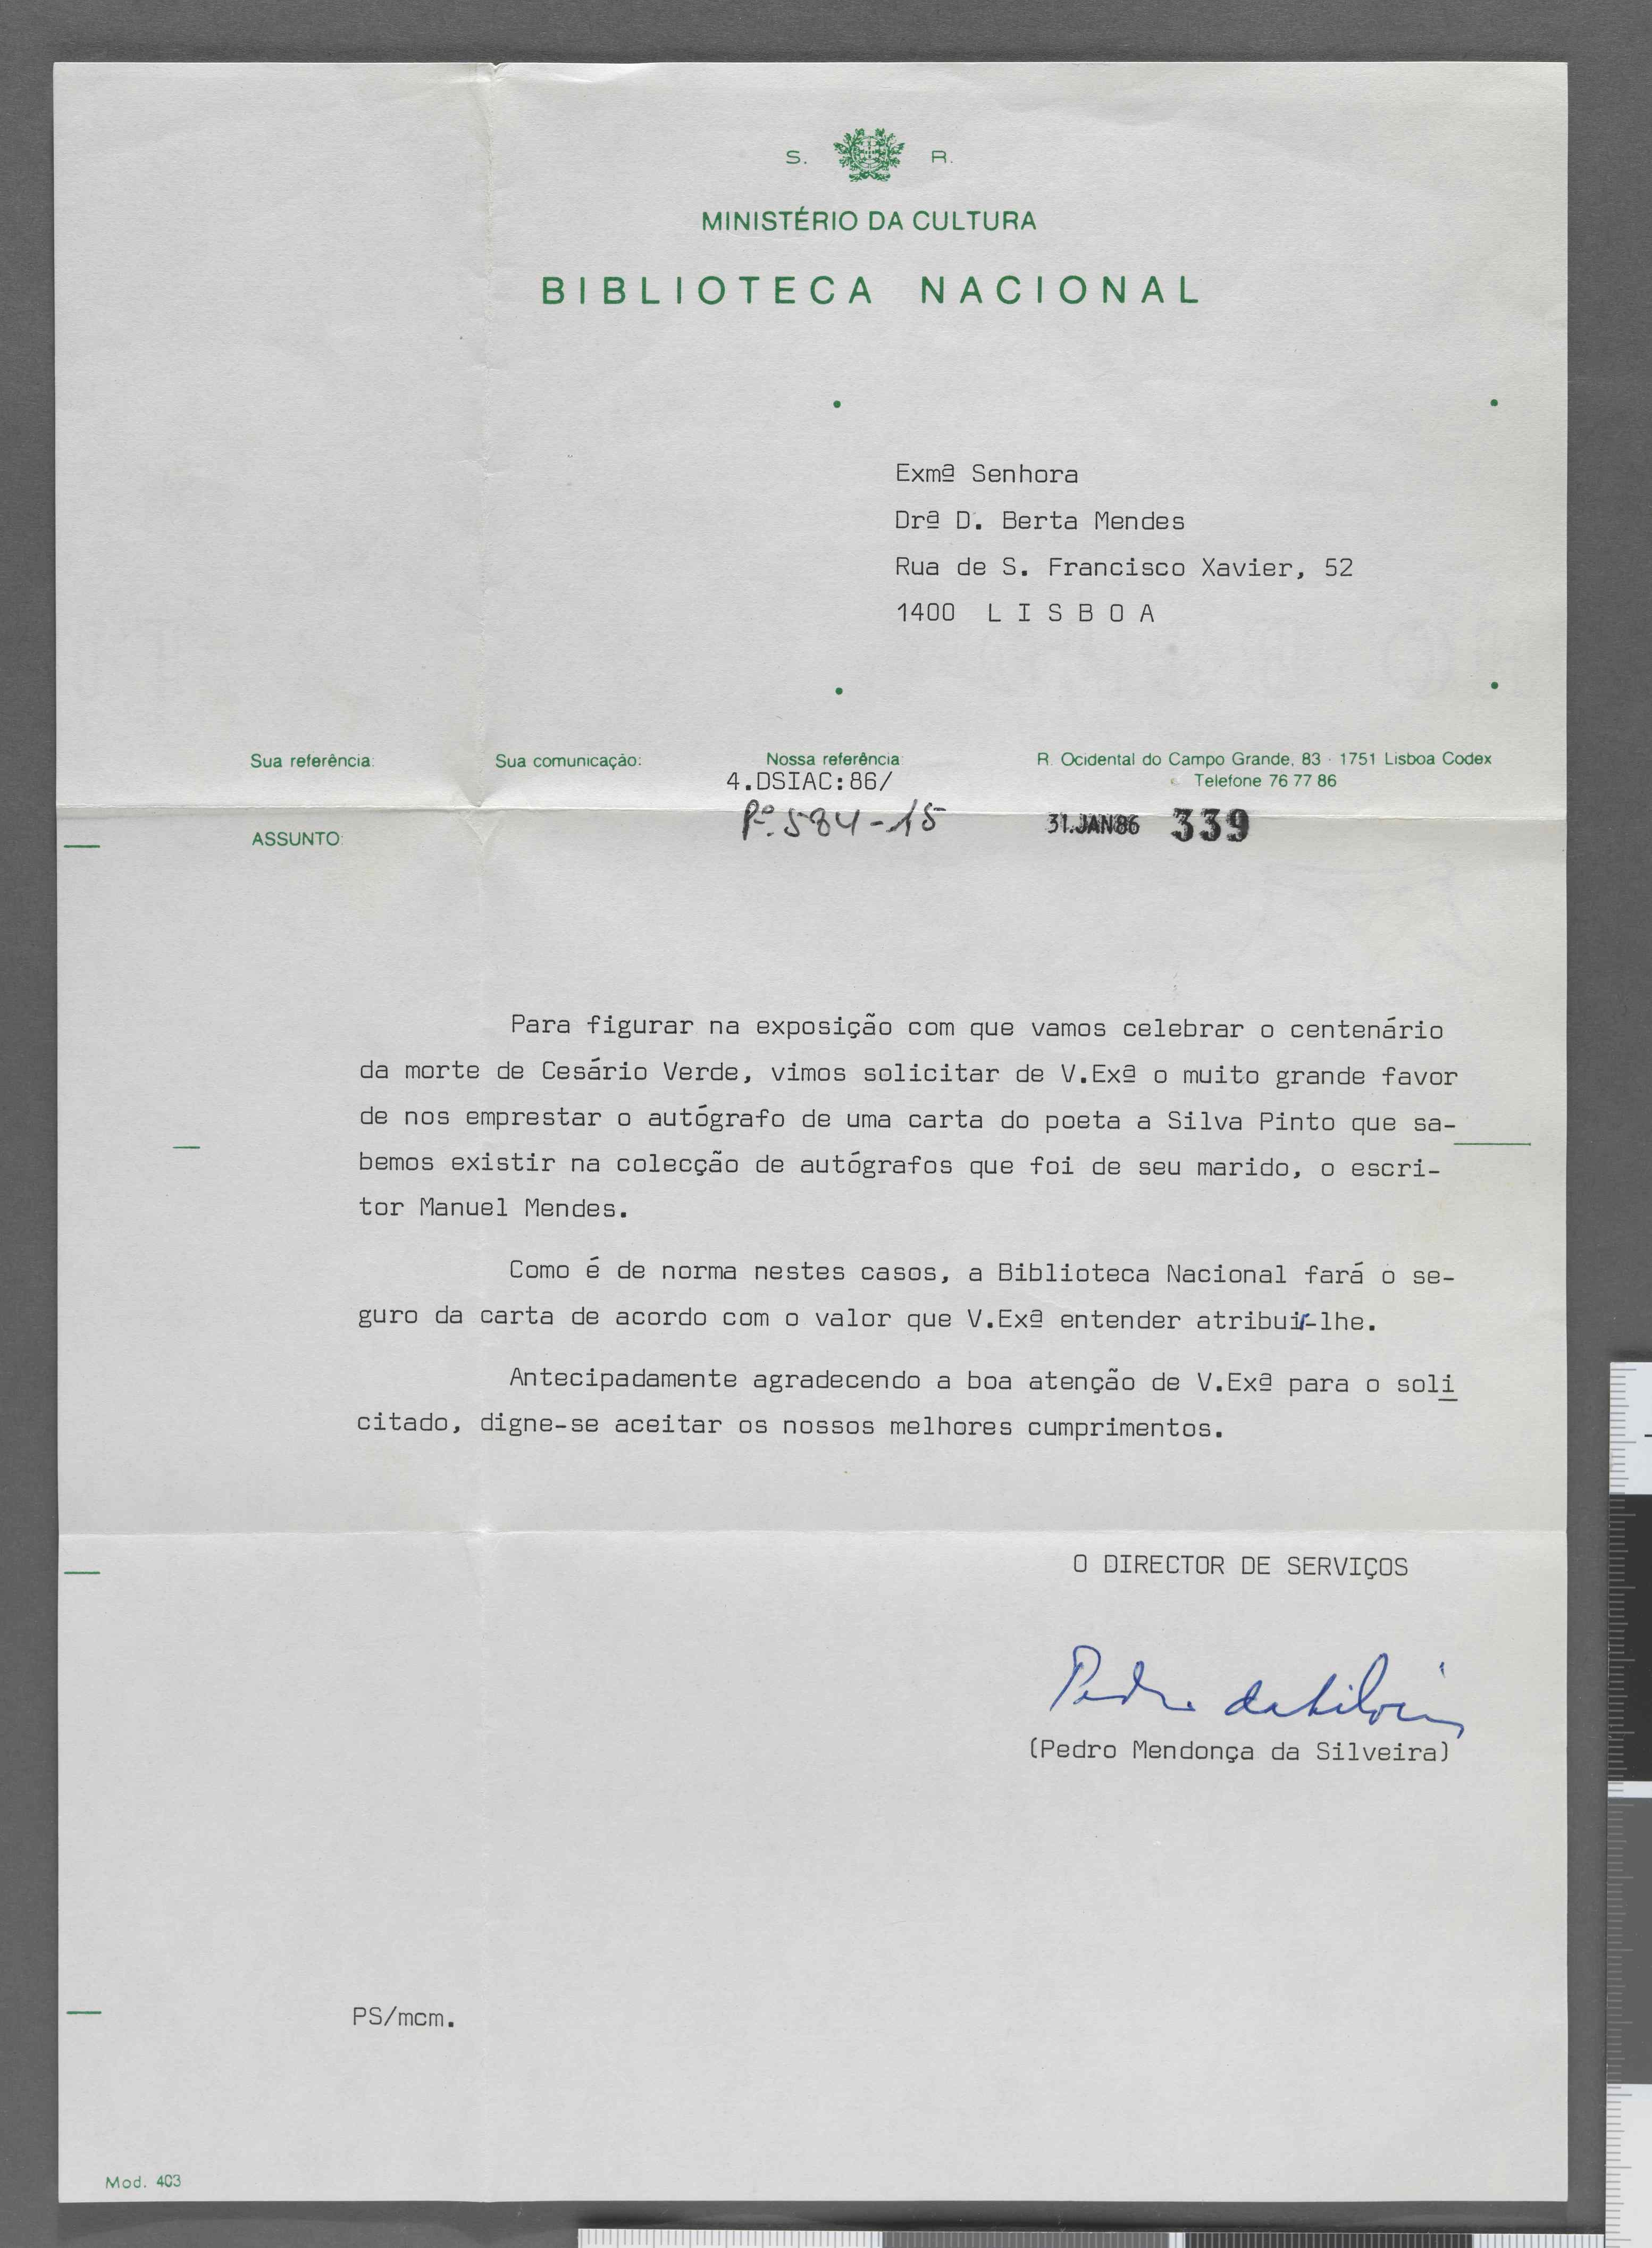 S. R.
MINISTÉRIO DA CULTURA
BIBLIOTECA NACIONAL
Exmª Senhora
Drª D. Berta Mendes
Rua de S. Francisco Xavier, 52
1400 L I S B O A
Sua referência: Sua comunicação: Nossa referência: R. Ocidental do Campo Grande, 83 - 1751 Lisboa Codex
4.DSIAC:86/ Telefone 76 77 86
Pº. 584-15 31.JAN86 339
ASSUNTO:
Para figurar na exposição com que vamos celebrar o centenário
da morte de Cesário Verde, vimos solicitar de V.Exª o muito grande favor
de nos emprestar o autógrafo de uma carta do poeta a Silva Pinto que sa-
bemos existir na colecção de autógrafos que foi de seu marido, o escri-
tor Manuel Mendes.
Como é de norma nestes casos, a Biblioteca Nacional fará o se-
guro da carta de acordo com o valor que V.Exª entender atribuir-lhe.
Antecipadamente agradecendo a boa atenção de V.Exª para o soli
citado, digne-se aceitar os nossos melhores cumprimentos.
O DIRECTOR DE SERVIÇOS
Pedro da Silveira
(Pedro Mendonça da Silveira)
PS/mcm.
Mod. 403